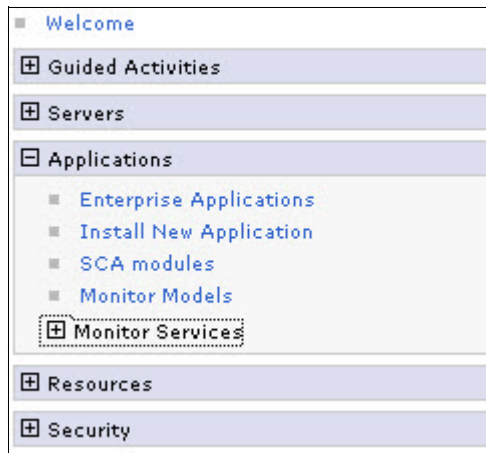 Welcome
Guided Activities
Servers
Applications
Enterprise Applications
Install New Application
SCA modules
Monitor Models
Monitor Services
Resources
Security